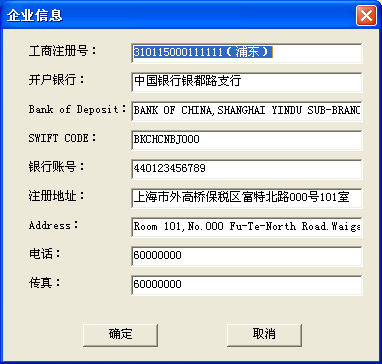 企业信息
工商注册号： 310115000111111（浦东）
开户银行： 中国银行银都路支行
Bank of Deposit： BANK OF CHINA,SHANGHAI YINDU SUB-BRANC
SWIFT CODE： BKCHCNBJ000
银行账号： 440123456789
注册地址： 上海市外高桥保税区富特北路000号101室
Address： Room 101,No.000 Fu-Te-North Road.Waiga
电话： 60000000
传真： 60000000
确定 取消